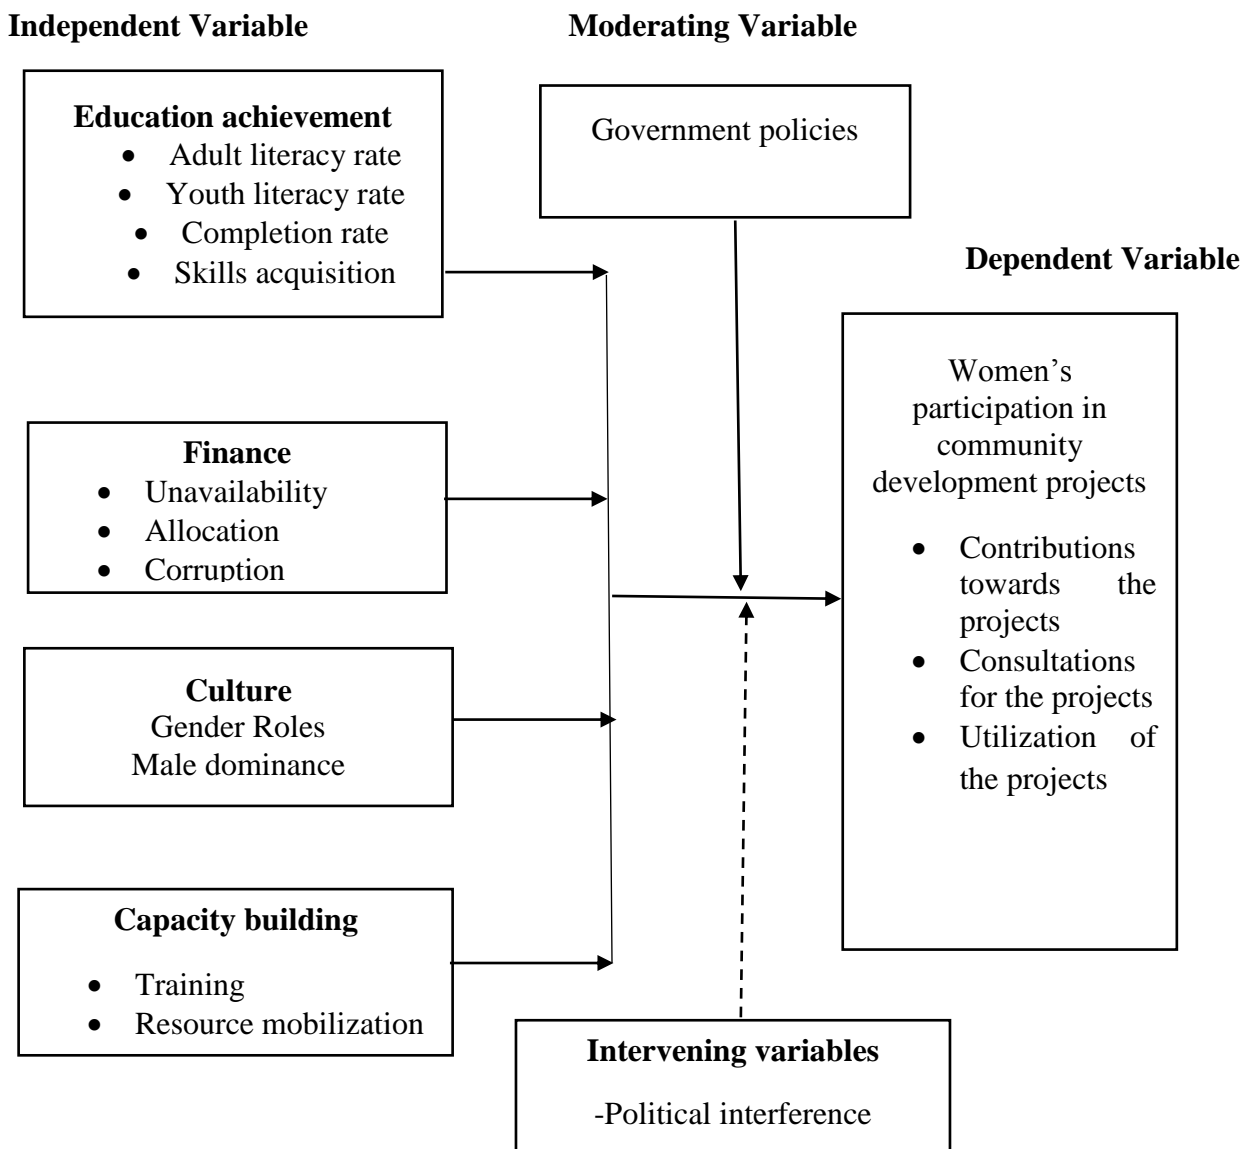 Independent Variable
Moderating Variable
Education achievement
• Adult literacy rate
• Youth literacy rate
• Completion rate
• Skills acquisition
Government policies
Dependent Variable
Women’s
participation in
community
development projects
• Contributions
towards the
projects
• Consultations
for the projects
• Utilization of
the projects
Finance
• Unavailability
• Allocation
• Corruption
Culture
Gender Roles
Male dominance
Capacity building
• Training
• Resource mobilization
Intervening variables
-Political interference